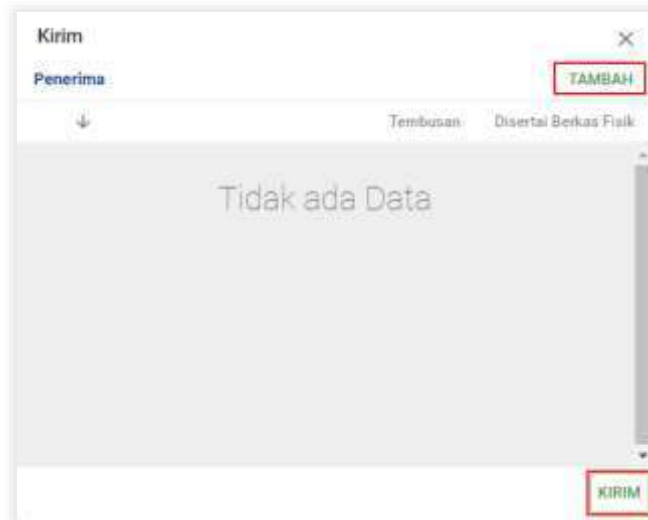 Kirim
Penerima TAMBAH
Tembusan Disertai Berkas Fisik
Tidak ada Data
KIRIM